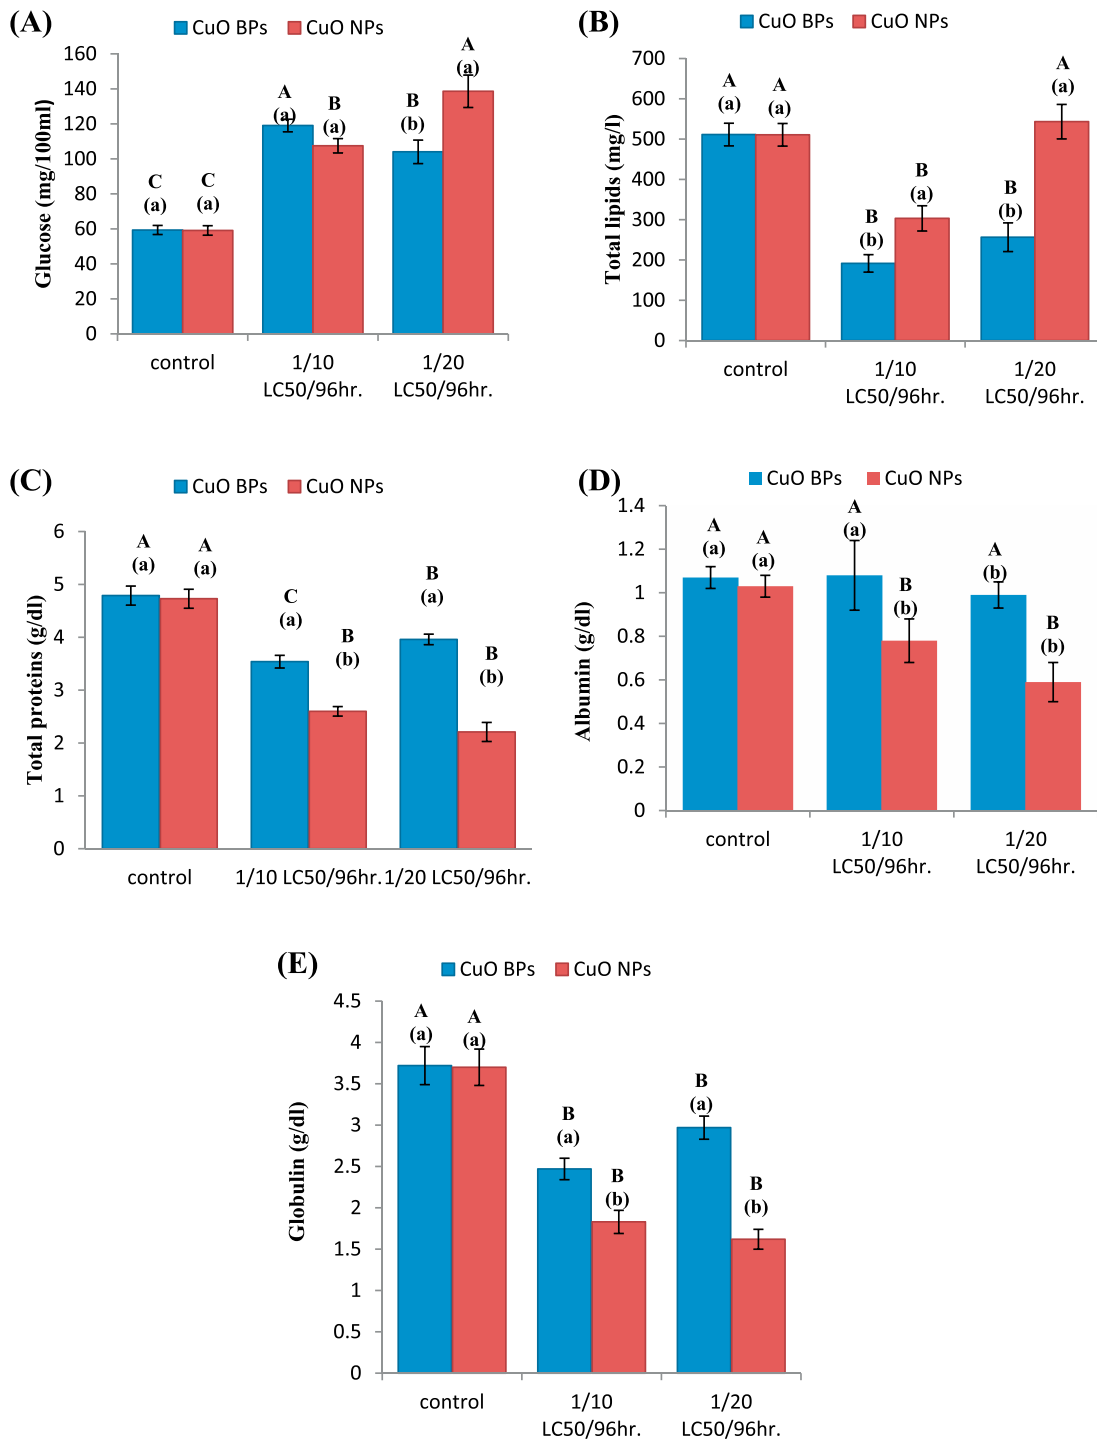 (A)
CuO BPs CuO NPs
Glucose (mg/100ml)
160
140
120
100
80
60
40
20
0
C
(a)
C
(a)
A
(a)
B
(a)
B
(b)
A
(a)
control
1/10
LC50/96hr.
1/20
LC50/96hr.
(B)
CuO BPs CuO NPs
Total lipids (mg/l)
700
600
500
400
300
200
100
0
A
(a)
A
(a)
B
(b)
B
(a)
B
(b)
A
(a)
control
1/10
LC50/96hr.
1/20
LC50/96hr.
(C)
CuO BPs CuO NPs
Total proteins (g/dl)
6
5
4
3
2
1
0
A
(a)
A
(a)
C
(a)
B
(b)
B
(a)
B
(b)
control
1/10 LC50/96hr.
1/20 LC50/96hr.
(D)
CuO BPs CuO NPs
Albumin (g/dl)
1.4
1.2
1
0.8
0.6
0.4
0.2
0
A
(a)
A
(a)
A
(a)
B
(b)
A
(b)
B
(b)
control
1/10
LC50/96hr.
1/20
LC50/96hr.
(E)
CuO BPs CuO NPs
Globulin (g/dl)
4.5
4
3.5
3
2.5
2
1.5
1
0.5
0
A
(a)
A
(a)
B
(a)
B
(b)
B
(a)
B
(b)
control
1/10
LC50/96hr.
1/20
LC50/96hr.